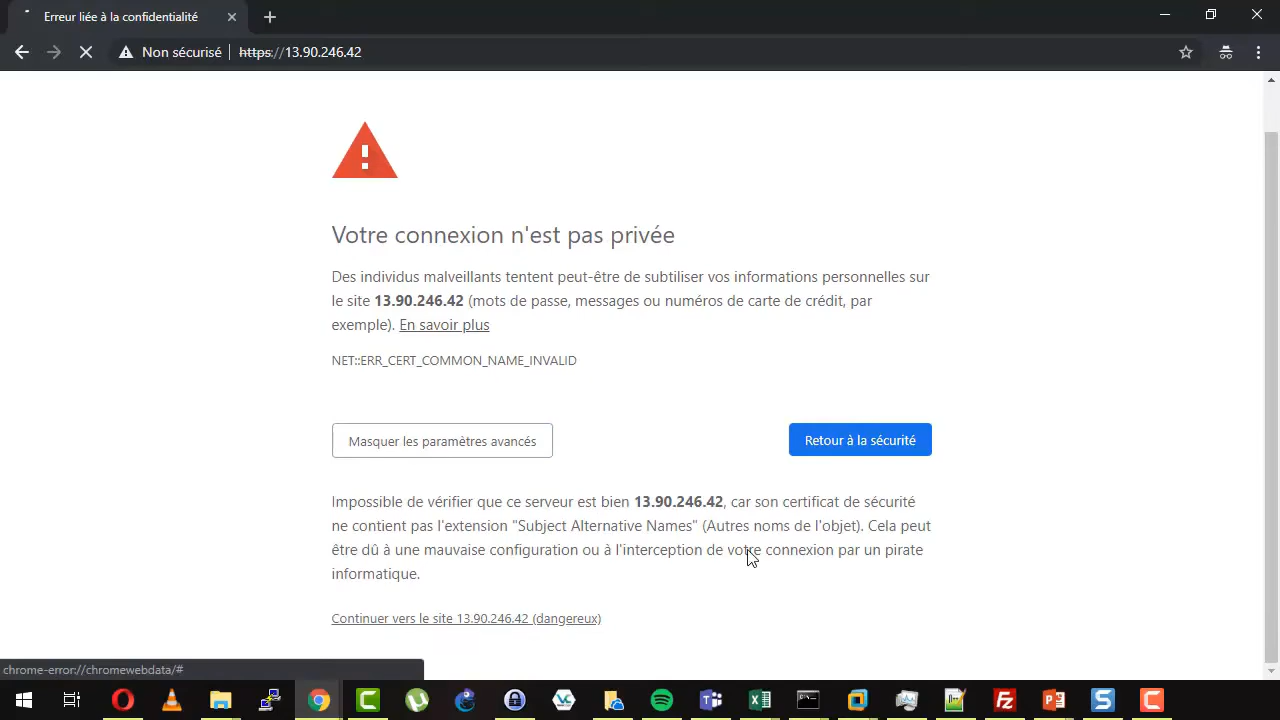 Erreur liée à la confidentialité
Non sécurisé | https://13.90.246.42
Votre connexion n'est pas privée
Des individus malveillants tentent peut-être de subtiliser vos informations personnelles sur
le site 13.90.246.42 (mots de passe, messages ou numéros de carte de crédit, par
exemple). En savoir plus
NET::ERR_CERT_COMMON_NAME_INVALID
Masquer les paramètres avancés
Retour à la sécurité
Impossible de vérifier que ce serveur est bien 13.90.246.42, car son certificat de sécurité
ne contient pas l'extension "Subject Alternative Names" (Autres noms de l'objet). Cela peut
être dû à une mauvaise configuration ou à l'interception de votre connexion par un pirate
informatique.
Continuer vers le site 13.90.246.42 (dangereux)
chrome-error://chromewebdata/#